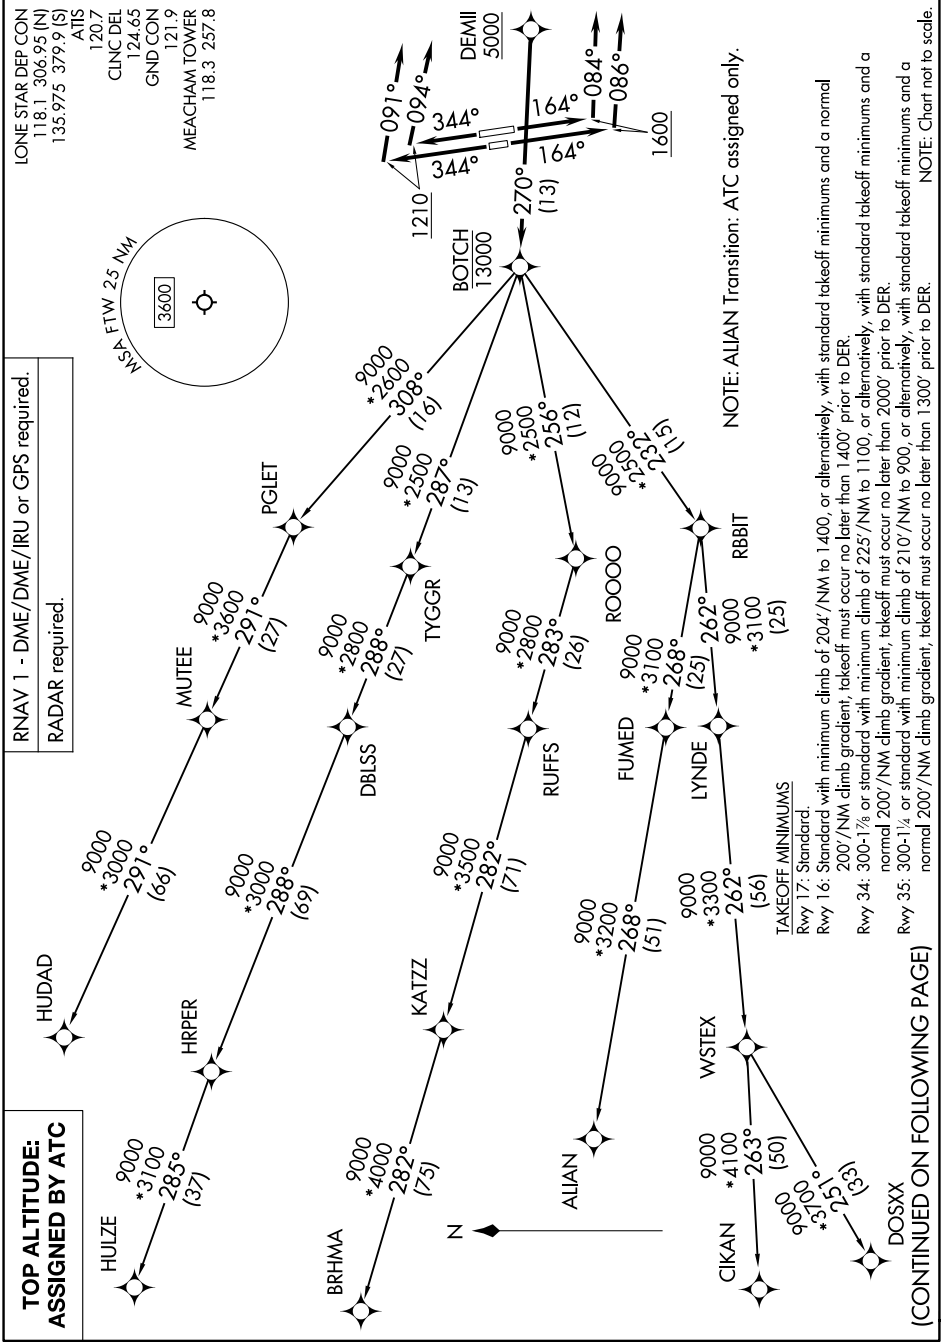 TOP ALTITUDE:
ASSIGNED BY ATC
RNAV 1 - DME/DME/IRU or GPS required.
RADAR required.
LONE STAR DEP CON
118.1 306.95 (N)
135.975 379.9 (S)
ATIS
120.7
CLNC DEL
124.65
GND CON
121.9
MEACHAM TOWER
118.3 257.8
MSA FTW 25 NM
3600
HUDAD
9000
*3000
291°
(66)
MUTEE
9000
*3600
291°
(27)
PGLET
9000
*2600
308°
(16)
HULZE
9000
*3100
285°
(37)
HRPER
9000
*3000
288°
(69)
DBLSS
9000
*2800
288°
(27)
TYGGR
9000
*2500
287°
(13)
BRHMA
9000
*4000
282°
(75)
KATZZ
9000
*3500
282°
(71)
RUFFS
9000
*2800
283°
(26)
ROOOO
9000
*2500
256°
(12)
BOTCH
13000
270°
(13)
DEMII
5000
1210
091°
094°
344°
344°
164°
164°
084°
086°
1600
ALIAN
9000
*3200
268°
(51)
FUMED
9000
*3100
268°
(25)
RBBIT
9000
*2500
232°
(15)
CIKAN
9000
*4100
263°
(50)
WSTEX
9000
*3300
262°
(56)
LYNDE
262°
9000
*3100
(25)
DOSXX
9000
*3700
251°
(33)
N
NOTE: ALIAN Transition: ATC assigned only.
TAKEOFF MINIMUMS
Rwy 17: Standard.
Rwy 16: Standard with minimum climb of 204'/NM to 1400, or alternatively, with standard takeoff minimums and a normal
200'/NM climb gradient, takeoff must occur no later than 1400' prior to DER.
Rwy 34: 300-1⅞ or standard with minimum climb of 225'/NM to 1100, or alternatively, with standard takeoff minimums and a
normal 200'/NM climb gradient, takeoff must occur no later than 2000' prior to DER.
Rwy 35: 300-1¼ or standard with minimum climb of 210'/NM to 900, or alternatively, with standard takeoff minimums and a
normal 200'/NM climb gradient, takeoff must occur no later than 1300' prior to DER.
NOTE: Chart not to scale.
(CONTINUED ON FOLLOWING PAGE)